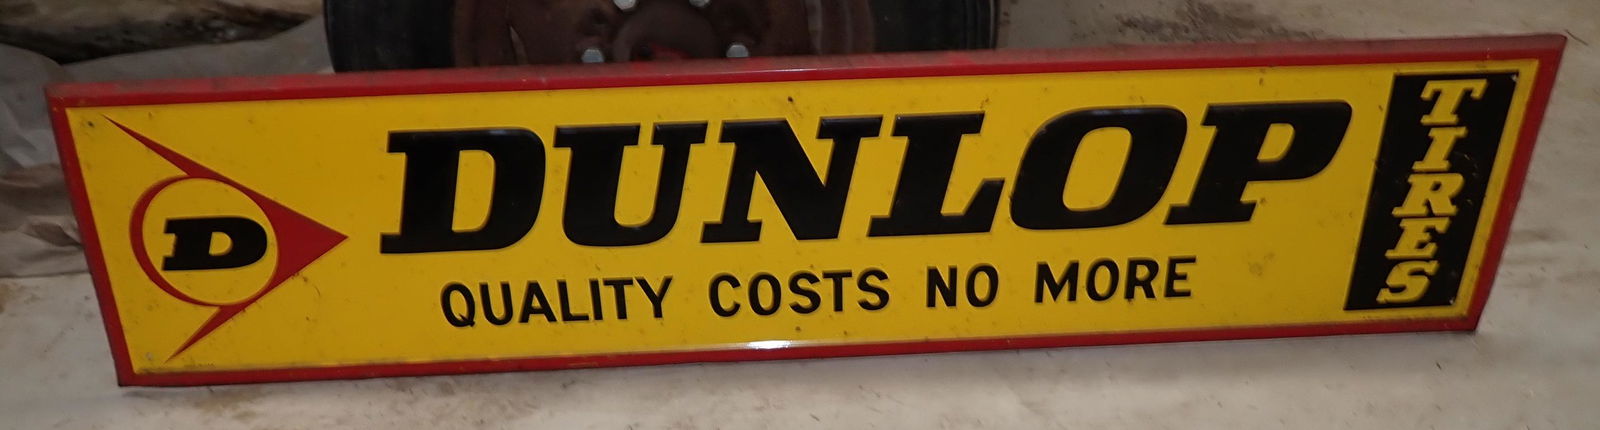 D
DUNLOP
QUALITY COSTS NO MORE
TIRES